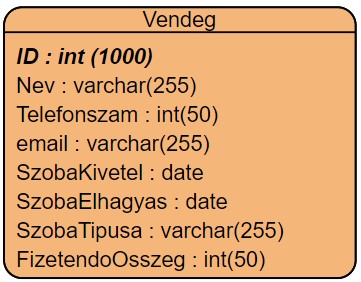 Vendeg
ID : int (1000)
Nev : varchar(255)
Telefonszam : int(50)
email : varchar(255)
SzobaKivetel : date
SzobaElhagyas : date
SzobaTipusa : varchar(255)
FizetendoOsszeg : int(50)